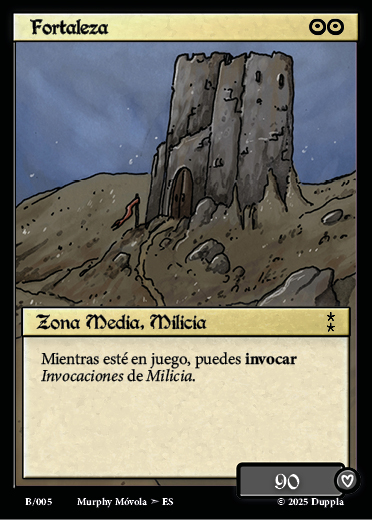 Fortaleza
Zona Media, Milicia
Mientras esté en juego, puedes invocar
Invocaciones de Milicia.
90
B/005 Murphy Móvola ➣ ES © 2025 Duppla